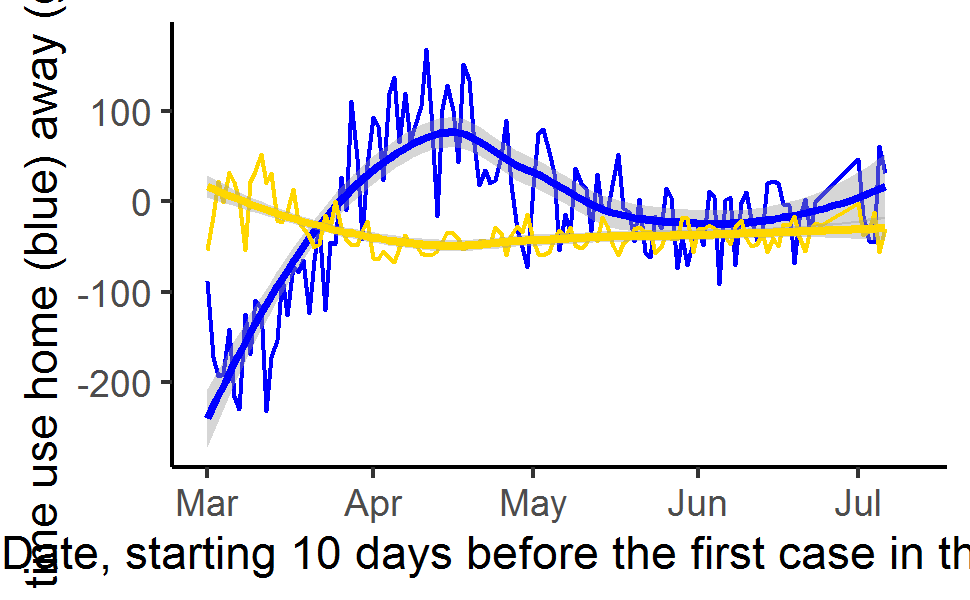 time use home (blue) away (
100
0
-100
-200
Mar Apr May Jun Jul
Date, starting 10 days before the first case in th